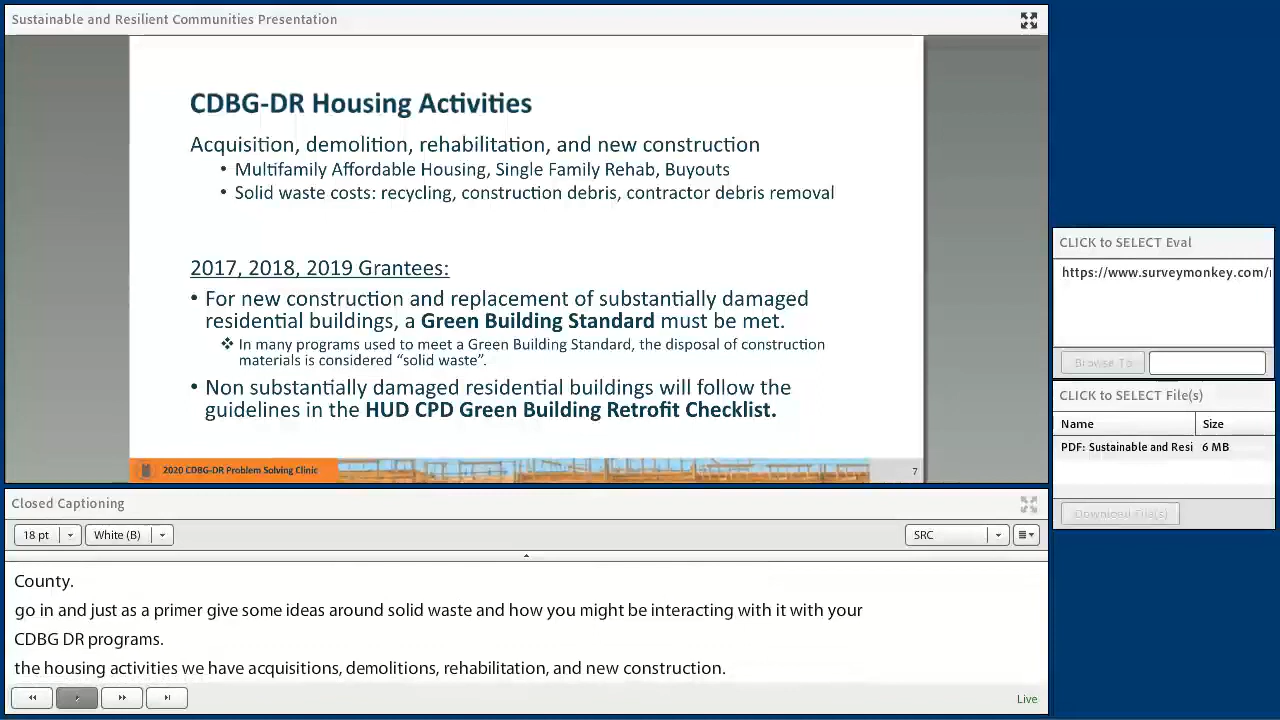 Sustainable and Resilient Communities Presentation
CDBG-DR Housing Activities
Acquisition, demolition, rehabilitation, and new construction
• Multifamily Affordable Housing, Single Family Rehab, Buyouts
• Solid waste costs: recycling, construction debris, contractor debris removal
2017, 2018, 2019 Grantees:
• For new construction and replacement of substantially damaged
residential buildings, a Green Building Standard must be met.
❖ In many programs used to meet a Green Building Standard, the disposal of construction
materials is considered “solid waste”.
• Non substantially damaged residential buildings will follow the
guidelines in the HUD CPD Green Building Retrofit Checklist.
2020 CDBG-DR Problem Solving Clinic
7
CLICK to SELECT Eval
https://www.surveymonkey.com/
Browse To
CLICK to SELECT File(s)
Name Size
PDF: Sustainable and Resi 6 MB
Download File(s)
Closed Captioning
18 pt White (B) SRC
County.
go in and just as a primer give some ideas around solid waste and how you might be interacting with it with your
CDBG DR programs.
the housing activities we have acquisitions, demolitions, rehabilitation, and new construction.
Live